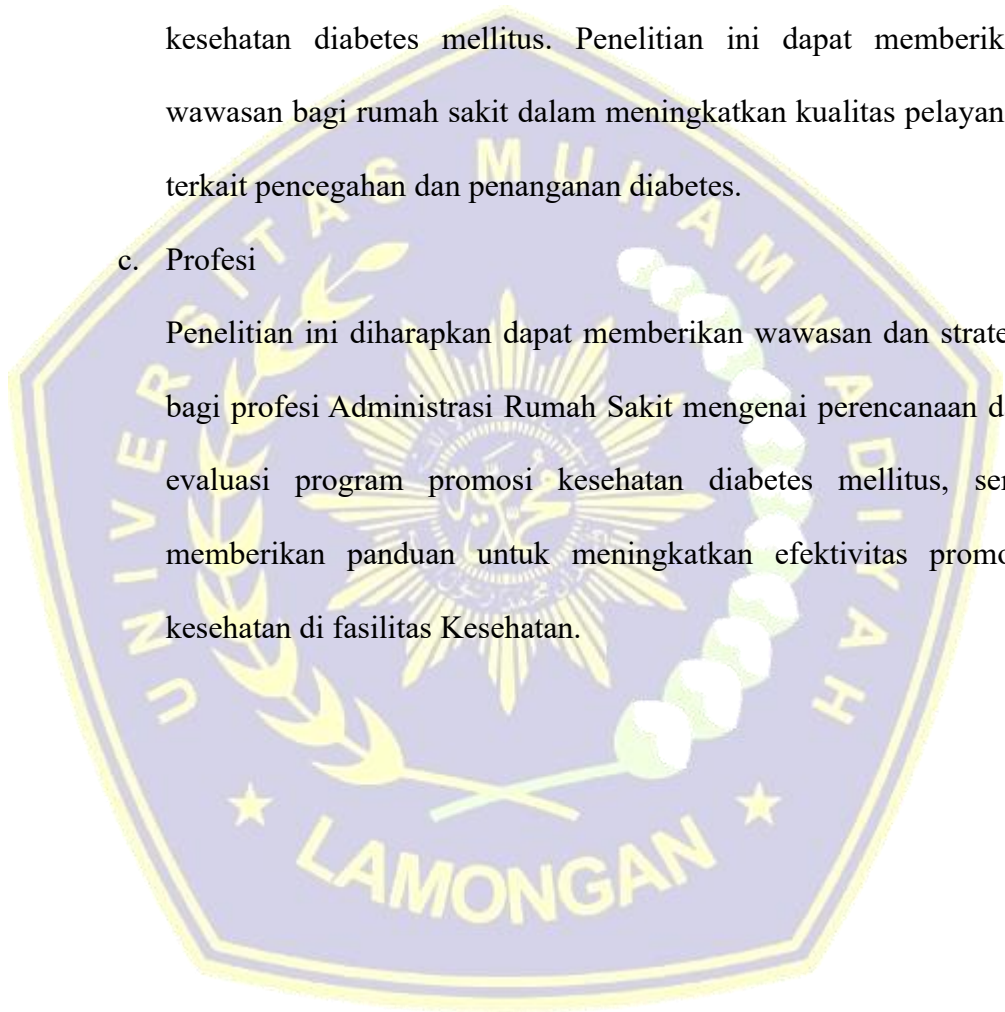 kesehatan diabetes mellitus. Penelitian ini dapat memberik
wawasan bagi rumah sakit dalam meningkatkan kualitas pelayan
terkait pencegahan dan penanganan diabetes.
c. Profesi
Penelitian ini diharapkan dapat memberikan wawasan dan strate
bagi profesi Administrasi Rumah Sakit mengenai perencanaan d
evaluasi program promosi kesehatan diabetes mellitus, se
memberikan panduan untuk meningkatkan efektivitas promo
kesehatan di fasilitas Kesehatan.
UNIVERSITAS MUHAMMADIYAH
LAMONGAN